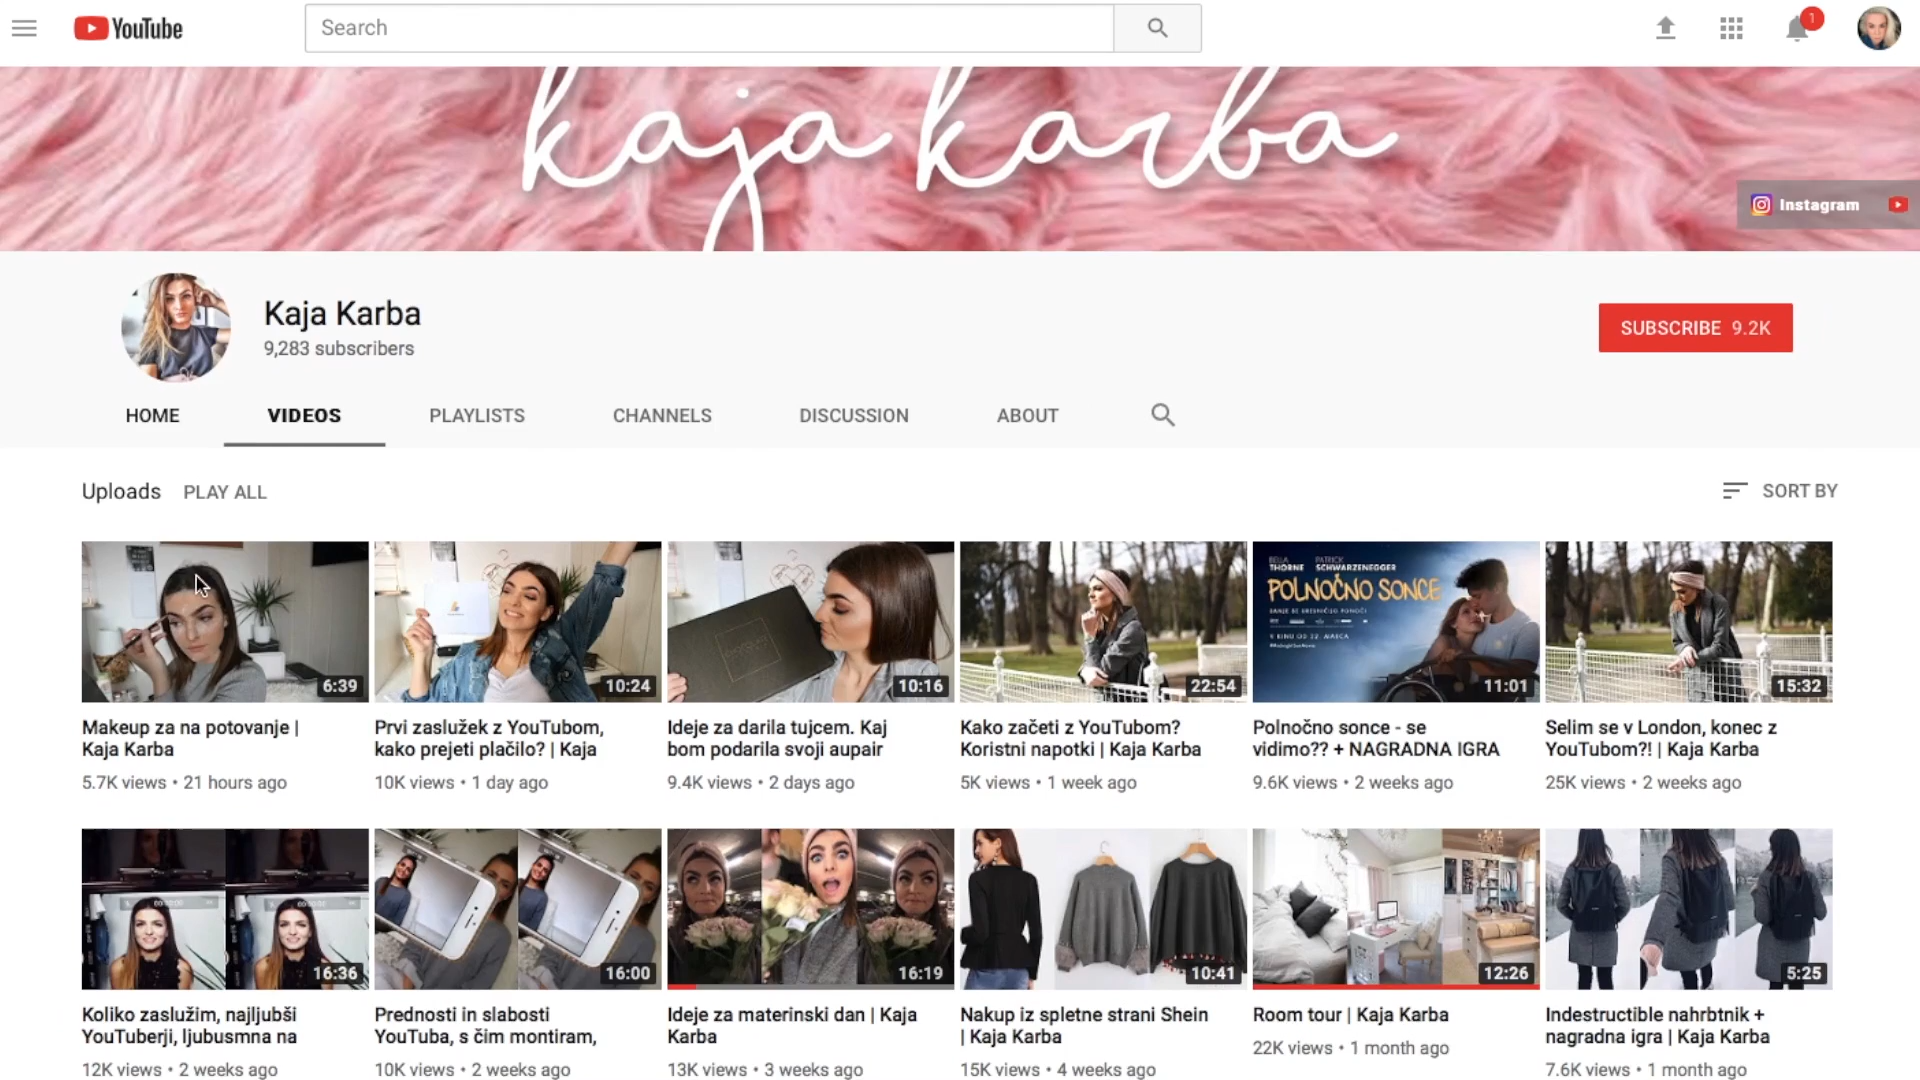 YouTube
Search
1
kaja karba
Instagram
Kaja Karba
9,283 subscribers
SUBSCRIBE 9.2K
HOME
VIDEOS
PLAYLISTS
CHANNELS
DISCUSSION
ABOUT
Uploads
PLAY ALL
SORT BY
6:39
10:24
10:16
22:54
BELLA THORNE
PATRICK SCHWARZENEGGER
POLNOČNO SONCE
V KINU OD 22. MARCA
11:01
15:32
Makeup za na potovanje |
Kaja Karba
5.7K views • 21 hours ago
Prvi zaslužek z YouTubom,
kako prejeti plačilo? | Kaja
10K views • 1 day ago
Ideje za darila tujcem. Kaj
bom podarila svoji aupair
9.4K views • 2 days ago
Kako začeti z YouTubom?
Koristni napotki | Kaja Karba
5K views • 1 week ago
Polnočno sonce - se
vidimo?? + NAGRADNA IGRA
9.6K views • 2 weeks ago
Selim se v London, konec z
YouTubom?! | Kaja Karba
25K views • 2 weeks ago
16:36
16:00
16:19
10:41
12:26
5:25
Koliko zaslužim, najljubši
YouTuberji, ljubusmna na
12K views • 2 weeks ago
Prednosti in slabosti
YouTuba, s čim montiram,
10K views • 2 weeks ago
Ideje za materinski dan | Kaja
Karba
13K views • 3 weeks ago
Nakup iz spletne strani Shein
| Kaja Karba
15K views • 4 weeks ago
Room tour | Kaja Karba
22K views • 1 month ago
Indestructible nahrbtnik +
nagradna igra | Kaja Karba
7.6K views • 1 month ago